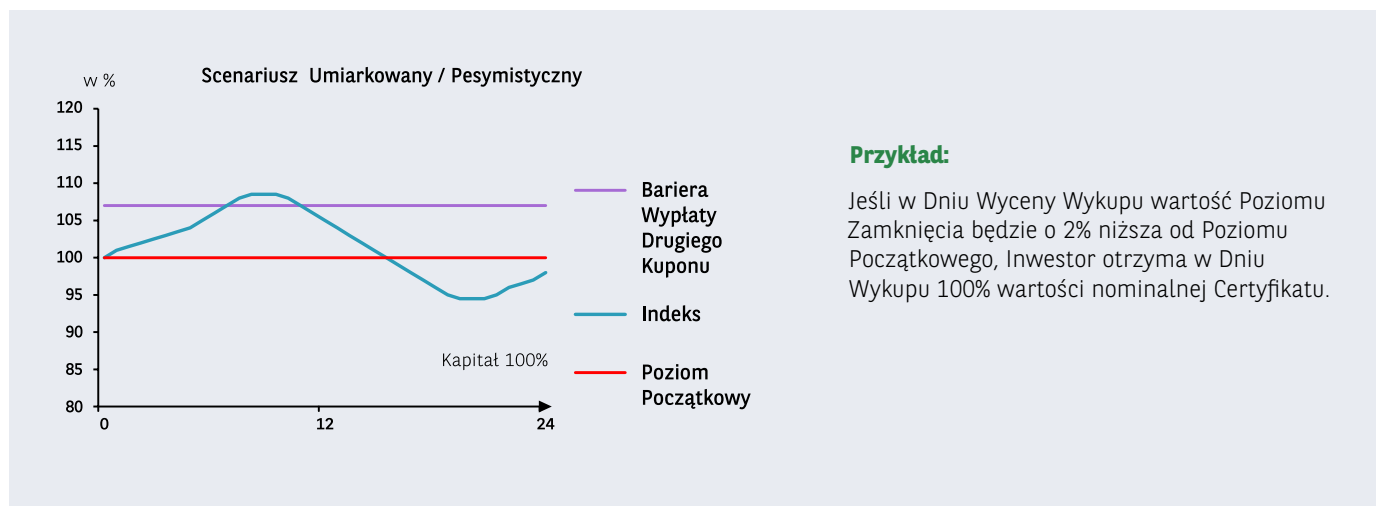 w %
Scenariusz Umiarkowany / Pesymistyczny
120
115
110
105
100
95
90
85
80
Kapitał 100%
0
12
24
Bariera
Wypłaty
Drugiego
Kuponu
Indeks
Poziom
Początkowy
Przykład:
Jeśli w Dniu Wyceny Wykupu wartość Poziomu
Zamknięcia będzie o 2% niższa od Poziomu
Początkowego, Inwestor otrzyma w Dniu
Wykupu 100% wartości nominalnej Certyfikatu.